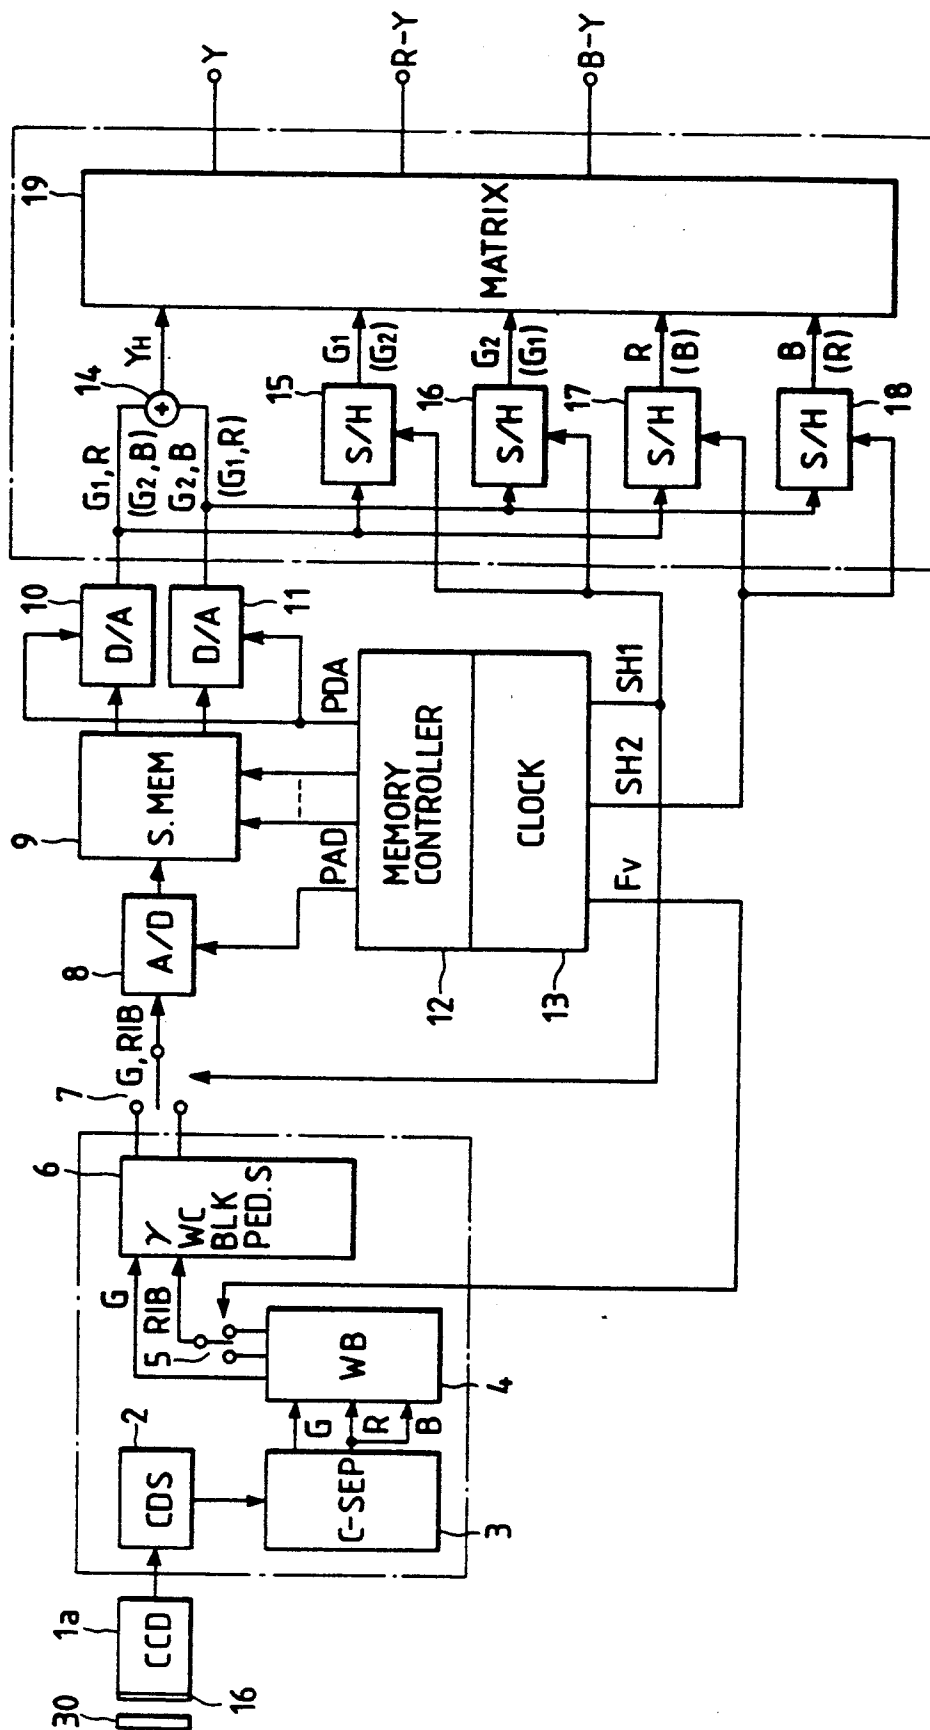 30
16
1a
CCD
2
CDS
C-SEP
3
G
R
B
WB
4
5
G
RIB
6
γ
WC
BLK
PED.S
7
G,RIB
8
A/D
9
S.MEM
10
D/A
11
D/A
PAD
PDA
MEMORY
CONTROLLER
12
CLOCK
13
Fv
SH2
SH1
G1,R
(G2,B)
G2,B
(G1,R)
14
+
YH
15
S/H
G1
(G2)
16
S/H
G2
(G1)
17
S/H
R
(B)
18
S/H
B
(R)
19
MATRIX
Y
R-Y
B-Y